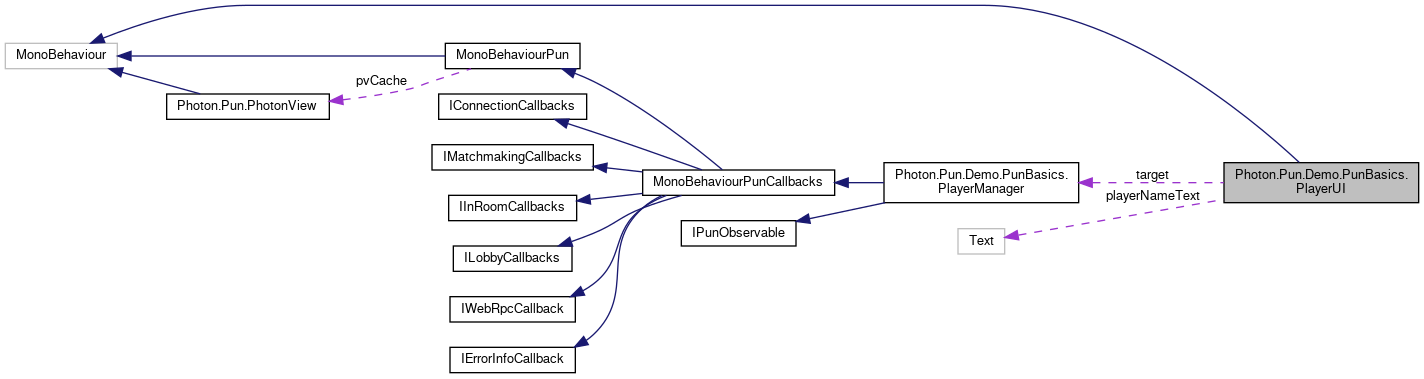 MonoBehaviour
MonoBehaviourPun
pvCache
Photon.Pun.PhotonView
IConnectionCallbacks
IMatchmakingCallbacks
MonoBehaviourPunCallbacks
IInRoomCallbacks
ILobbyCallbacks
IWebRpcCallback
IErrorInfoCallback
Photon.Pun.Demo.PunBasics.
PlayerManager
IPunObservable
target
playerNameText
Text
Photon.Pun.Demo.PunBasics.
PlayerUI